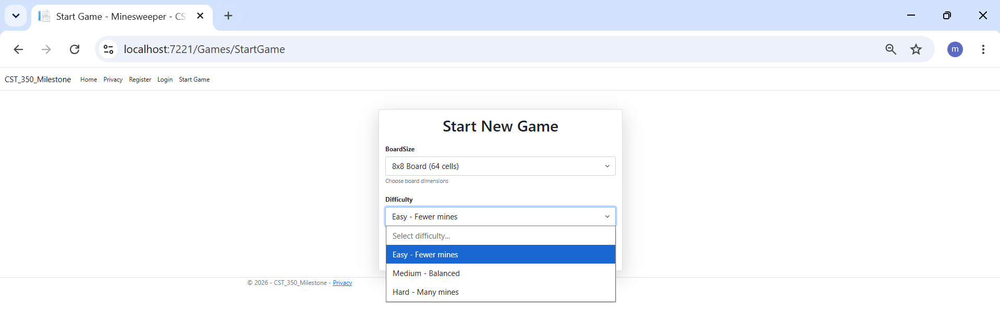 Start Game - Minesweeper - CS
localhost:7221/Games/StartGame
m
CST_350_Milestone Home Privacy Register Login Start Game
Start New Game
BoardSize
8x8 Board (64 cells)
Choose board dimensions
Difficulty
Easy - Fewer mines
Select difficulty...
Easy - Fewer mines
Medium - Balanced
Hard - Many mines
© 2026 - CST_350_Milestone - Privacy